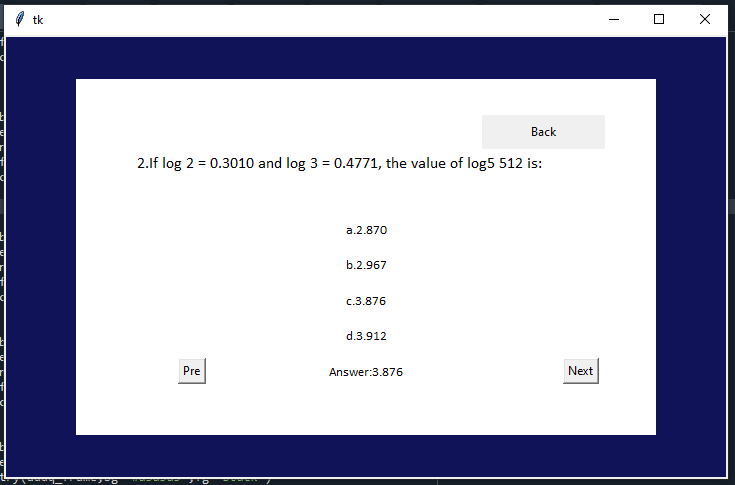 tk
Back
2.If log 2 = 0.3010 and log 3 = 0.4771, the value of log5 512 is:
a.2.870
b.2.967
c.3.876
d.3.912
Pre
Answer:3.876
Next